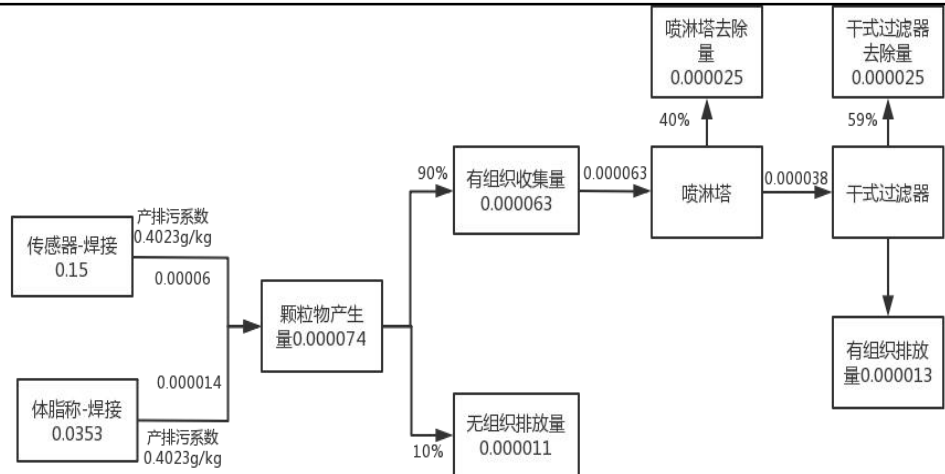 喷淋塔去除
量
0.000025
干式过滤器
去除量
0.000025
40%
59%
90%
有组织收集量
0.000063
0.000063
喷淋塔
0.000038
干式过滤器
产排污系数
0.4023g/kg
传感器-焊接
0.15
0.00006
颗粒物产生
量0.000074
有组织排放
量0.000013
0.000014
体脂称-焊接
0.0353
产排污系数
0.4023g/kg
10%
无组织排放量
0.000011